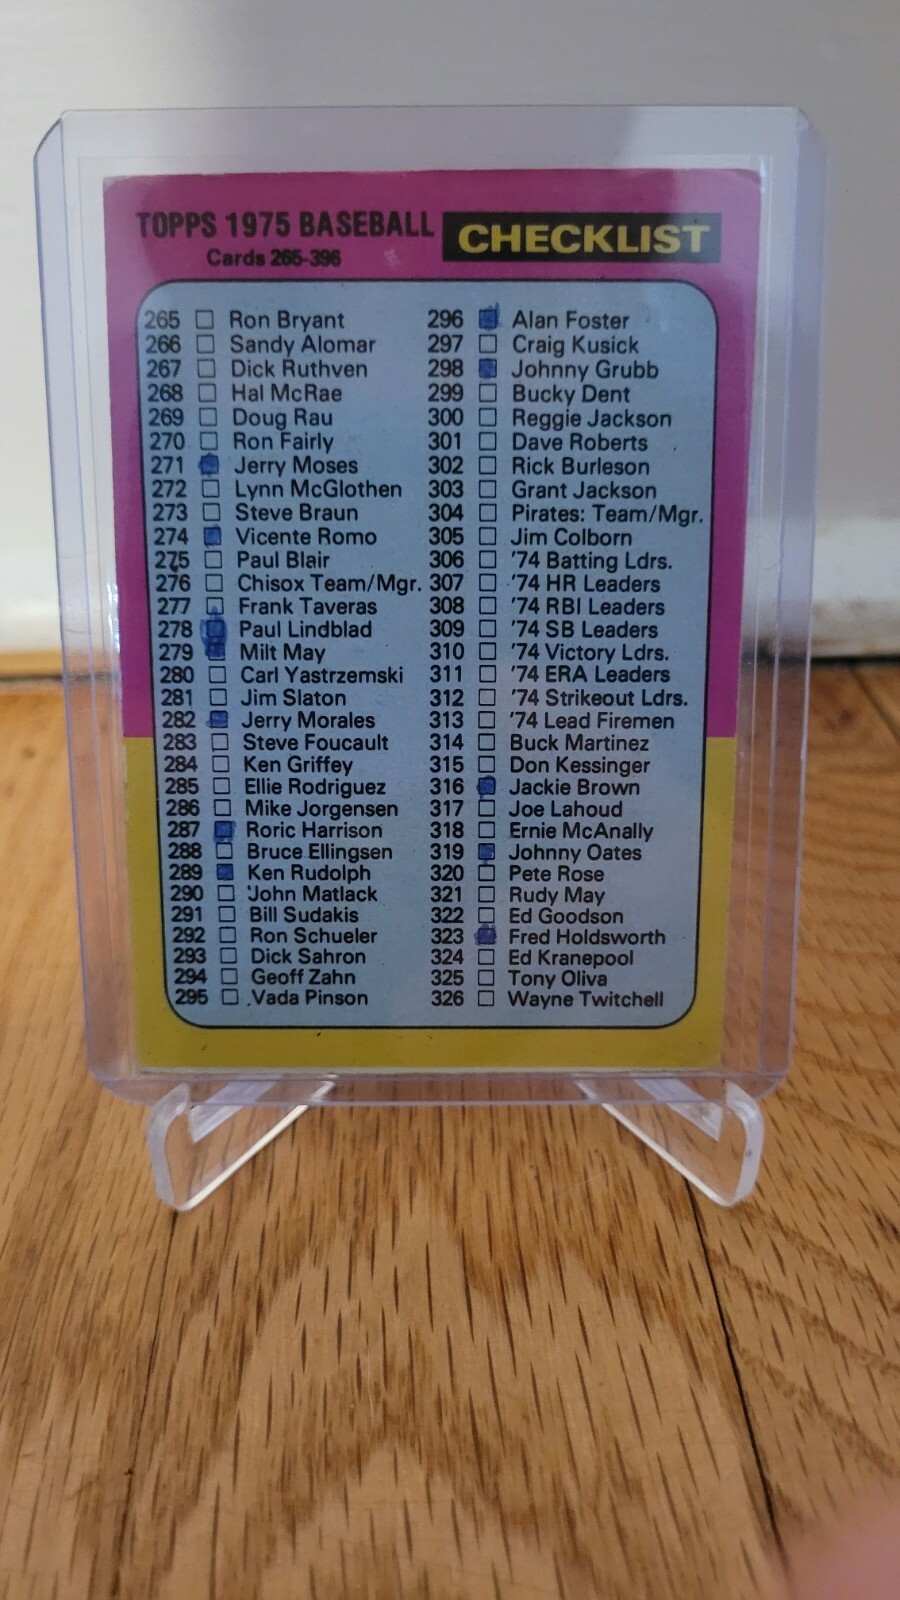 TOPPS 1975 BASEBALL CHECKLIST
Cards 265-396
265 Ron Bryant
266 Sandy Alomar
267 Dick Ruthven
268 Hal McRae
269 Doug Rau
270 Ron Fairly
271 Jerry Moses
272 Lynn McGlothen
273 Steve Braun
274 Vicente Romo
275 Paul Blair
276 Chisox Team/Mgr.
277 Frank Taveras
278 Paul Lindblad
279 Milt May
280 Carl Yastrzemski
281 Jim Slaton
282 Jerry Morales
283 Steve Foucault
284 Ken Griffey
285 Ellie Rodriguez
286 Mike Jorgensen
287 Roric Harrison
288 Bruce Ellingsen
289 Ken Rudolph
290 John Matlack
291 Bill Sudakis
292 Ron Schueler
293 Dick Sahron
294 Geoff Zahn
295 Vada Pinson
296 Alan Foster
297 Craig Kusick
298 Johnny Grubb
299 Bucky Dent
300 Reggie Jackson
301 Dave Roberts
302 Rick Burleson
303 Grant Jackson
304 Pirates: Team/Mgr.
305 Jim Colborn
306 '74 Batting Ldrs.
307 '74 HR Leaders
308 '74 RBI Leaders
309 '74 SB Leaders
310 '74 Victory Ldrs.
311 '74 ERA Leaders
312 '74 Strikeout Ldrs.
313 '74 Lead Firemen
314 Buck Martinez
315 Don Kessinger
316 Jackie Brown
317 Joe Lahoud
318 Ernie McAnally
319 Johnny Oates
320 Pete Rose
321 Rudy May
322 Ed Goodson
323 Fred Holdsworth
324 Ed Kranepool
325 Tony Oliva
326 Wayne Twitchell